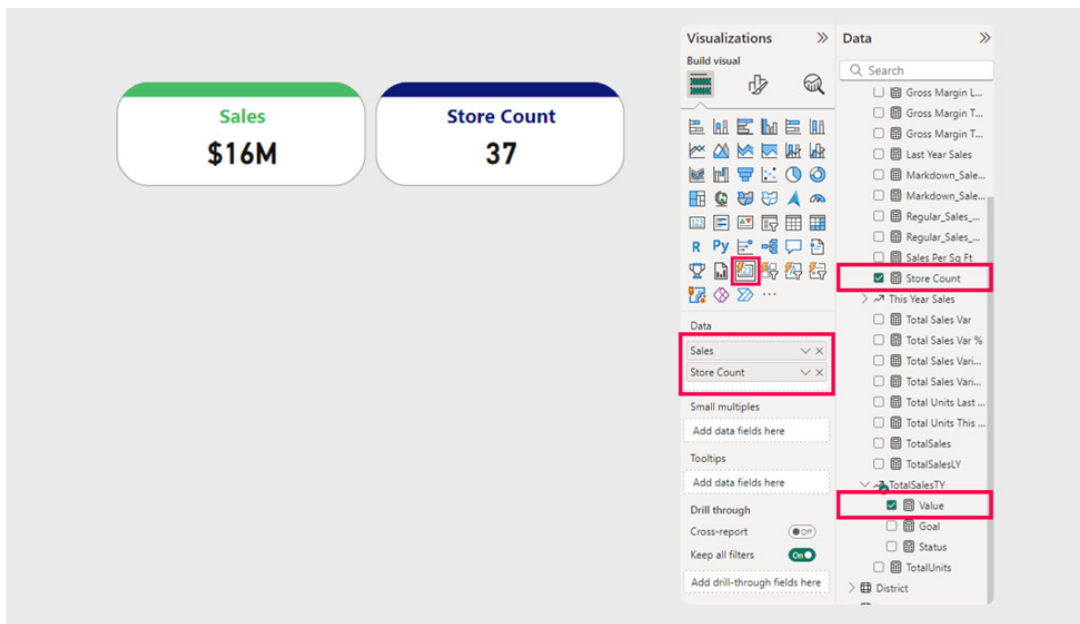 Sales
$16M
Store Count
37
Visualizations
Build visual
R Py
123
Data
Sales
Store Count
Small multiples
Add data fields here
Tooltips
Add data fields here
Drill through
Cross-report Off
Keep all filters On
Add drill-through fields here
Data
Search
Gross Margin L...
Gross Margin T...
Gross Margin T...
Last Year Sales
Markdown_Sale...
Markdown_Sale...
Regular_Sales_...
Regular_Sales_...
Sales Per Sq Ft
Store Count
This Year Sales
Total Sales Var
Total Sales Var %
Total Sales Vari...
Total Sales Vari...
Total Units Last ...
Total Units This ...
TotalSales
TotalSalesLY
TotalSalesTY
Value
Goal
Status
TotalUnits
District